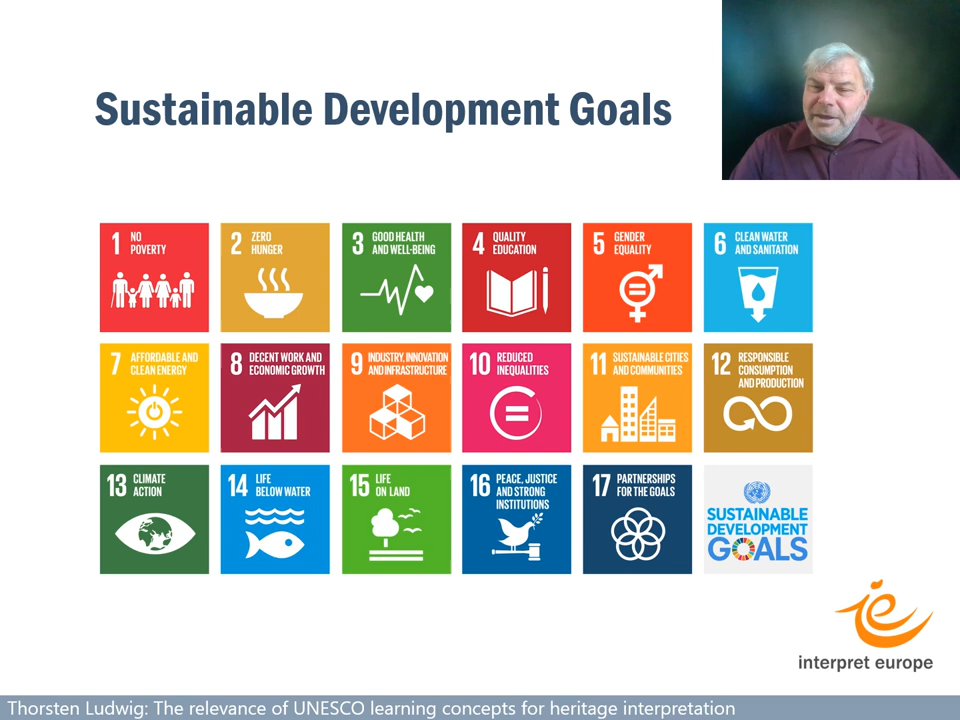 Sustainable Development Goals
1 NO
POVERTY
2 ZERO
HUNGER
3 GOOD HEALTH
AND WELL-BEING
4 QUALITY
EDUCATION
5 GENDER
EQUALITY
6 CLEAN WATER
AND SANITATION
7 AFFORDABLE AND
CLEAN ENERGY
8 DECENT WORK AND
ECONOMIC GROWTH
9 INDUSTRY, INNOVATION
AND INFRASTRUCTURE
10 REDUCED
INEQUALITIES
11 SUSTAINABLE CITIES
AND COMMUNITIES
12 RESPONSIBLE
CONSUMPTION
AND PRODUCTION
13 CLIMATE
ACTION
14 LIFE
BELOW WATER
15 LIFE
ON LAND
16 PEACE, JUSTICE
AND STRONG
INSTITUTIONS
17 PARTNERSHIPS
FOR THE GOALS
SUSTAINABLE
DEVELOPMENT
GOALS
ie
interpret europe
Thorsten Ludwig: The relevance of UNESCO learning concepts for heritage interpretation